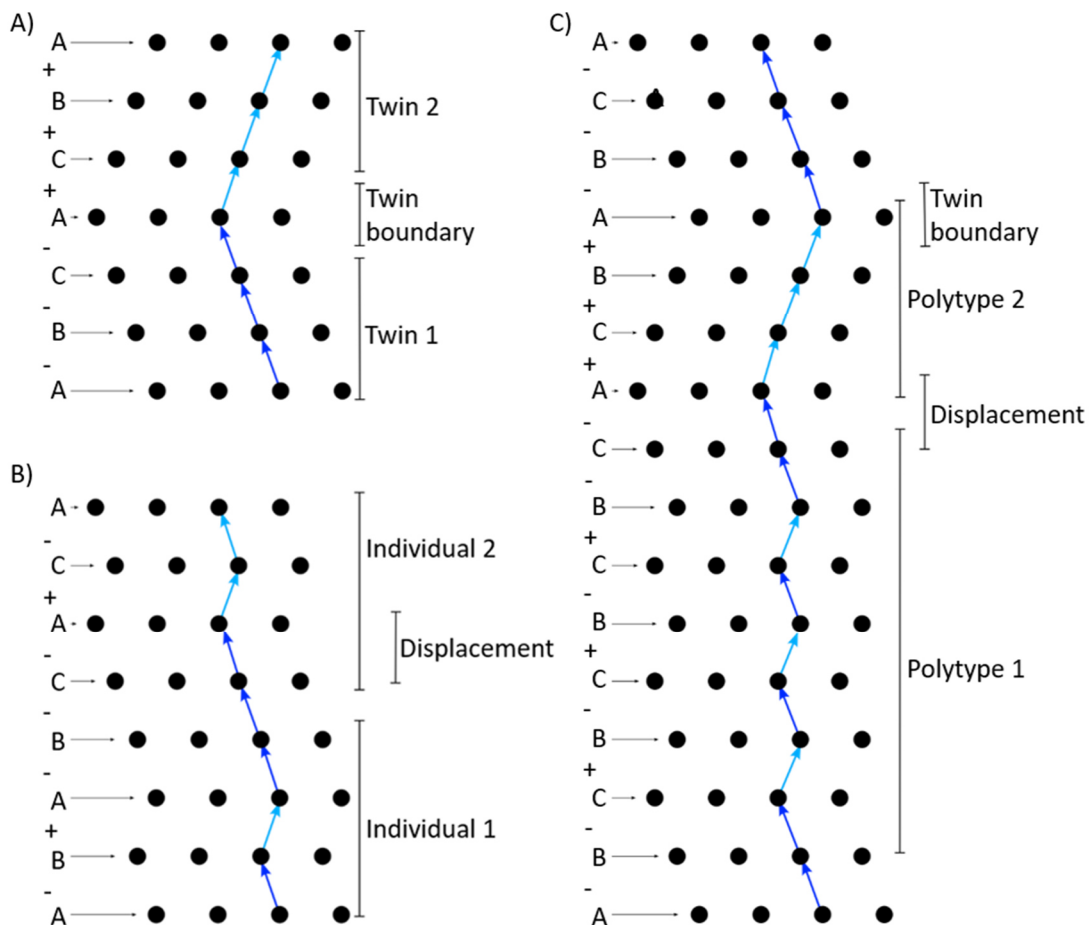 A)
A
+
B
+
C
+
A
-
C
-
B
-
A
Twin 2
Twin
boundary
Twin 1
B)
A
-
C
+
A
-
C
-
B
-
A
+
B
-
A
Individual 2
Displacement
Individual 1
C)
A
-
C
-
B
-
A
+
B
+
C
+
A
-
C
-
B
+
C
-
B
+
C
-
B
+
C
-
B
-
A
Twin
boundary
Polytype 2
Displacement
Polytype 1